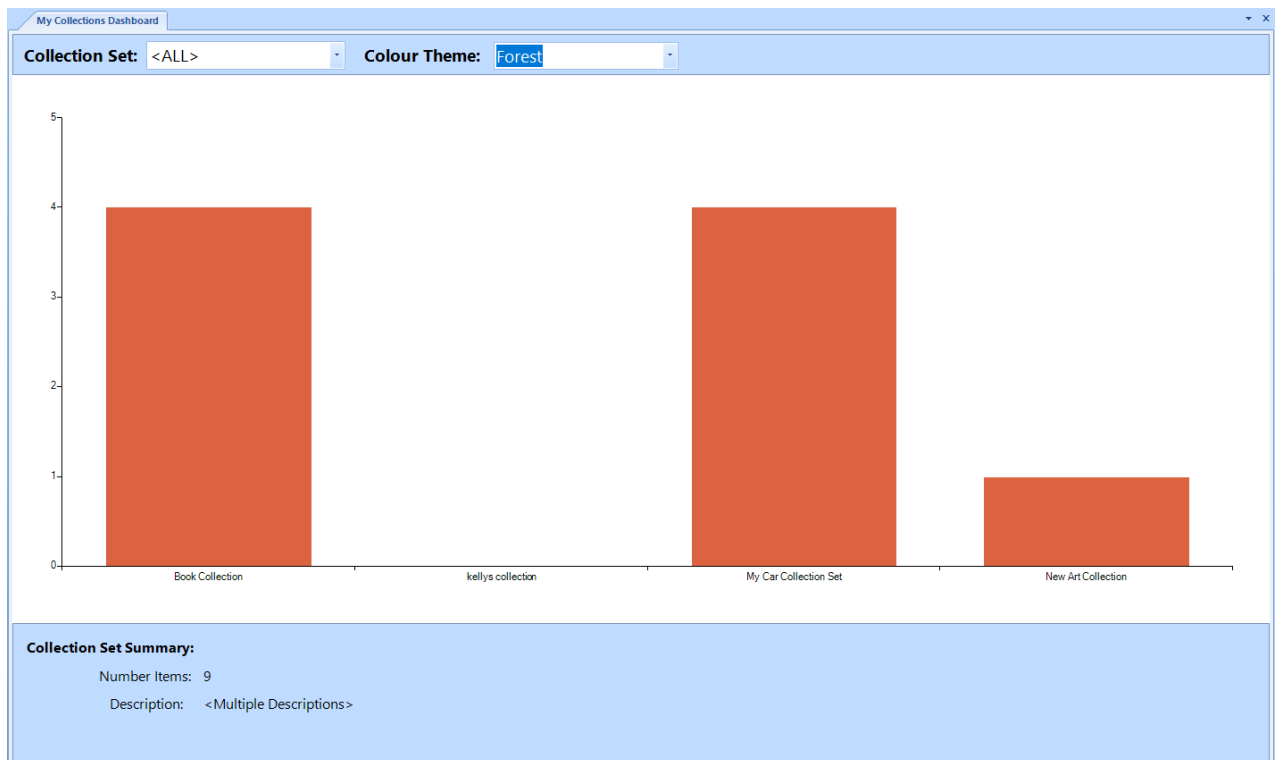 My Collections Dashboard
Collection Set: <ALL> Colour Theme: Forest
5
4
3
2
1
0
Book Collection kellys collection My Car Collection Set New Art Collection
Collection Set Summary:
Number Items: 9
Description: <Multiple Descriptions>